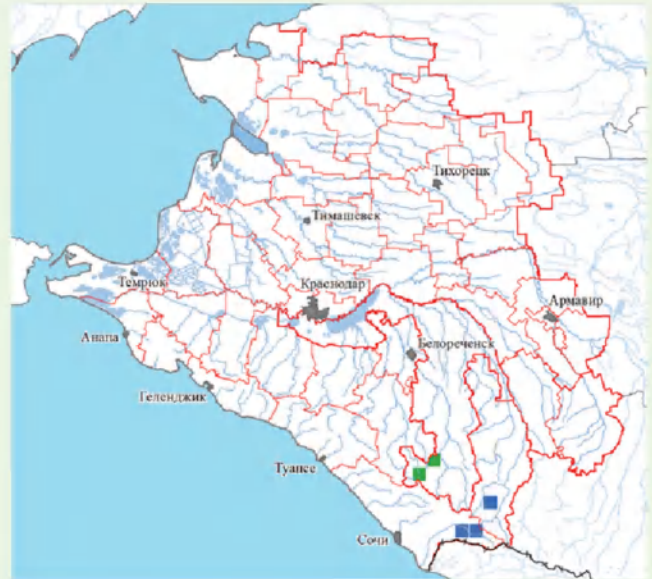 Тихорецк
Тимашевск
Темрюк
Краснодар
Армавир
Анапа
Белореченск
Геленджик
Туапсе
Сочи